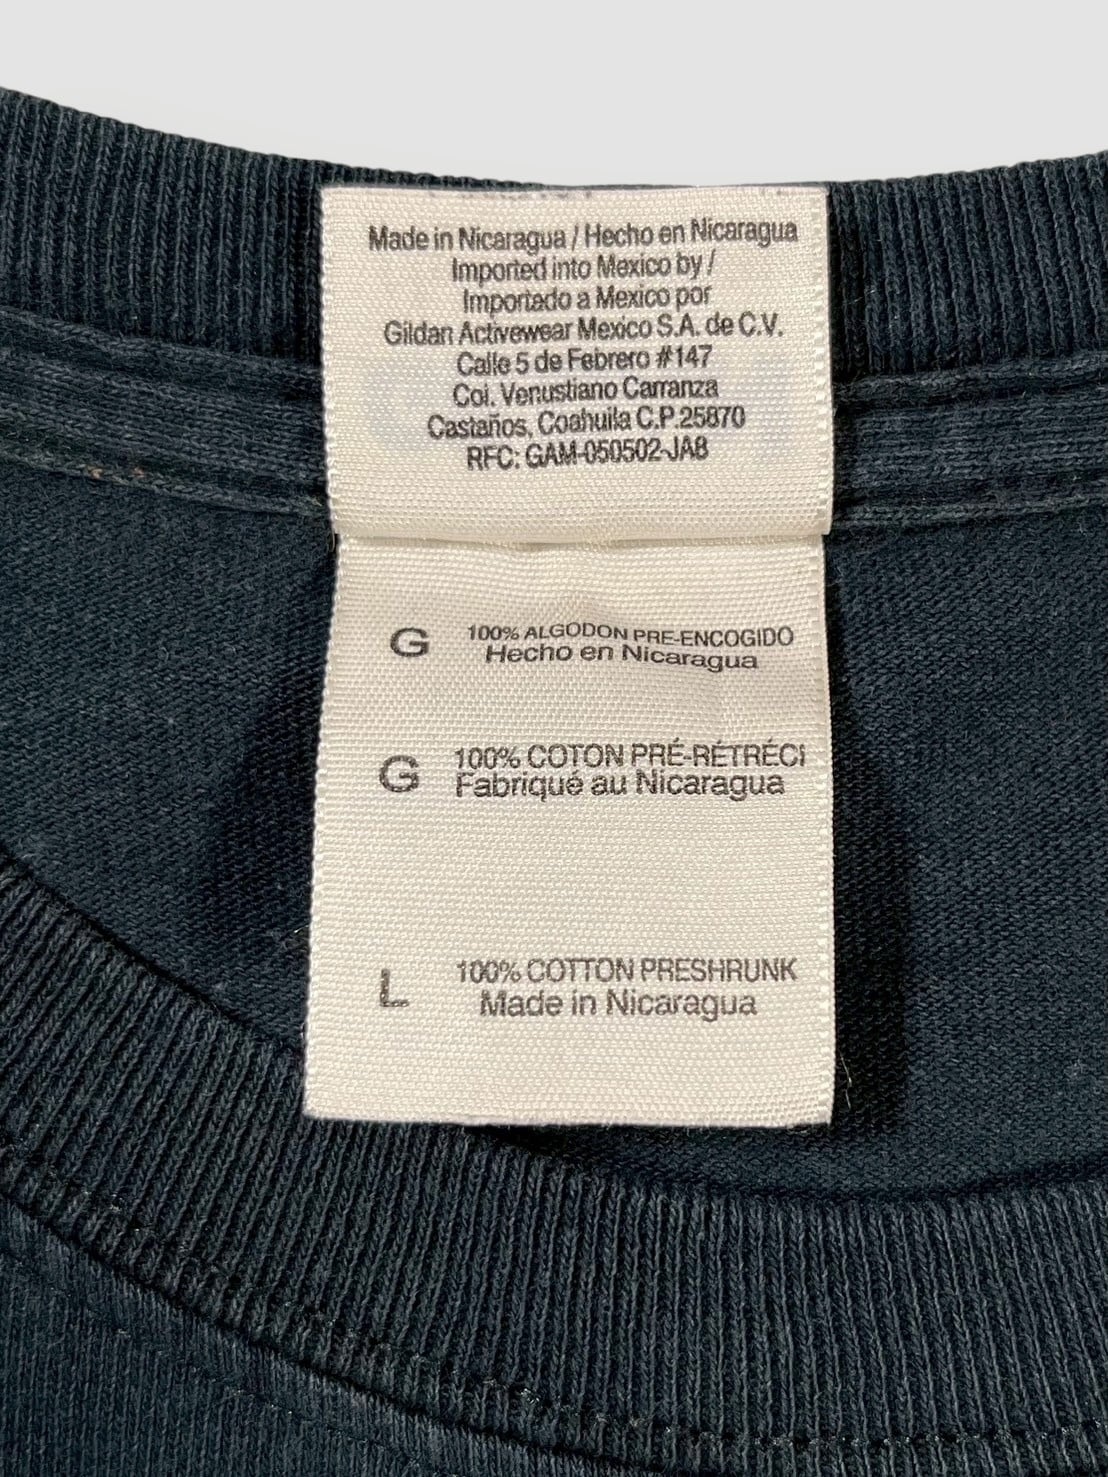 Made in Nicaragua / Hecho en Nicaragua
Imported into Mexico by /
Importado a Mexico por
Gildan Activewear Mexico S.A. de C.V.
Calle 5 de Febrero #147
Col. Venustiano Carranza
Castaños, Coahuila C.P.25870
RFC: GAM-050502-JA8
G 100% ALGODON PRE-ENCOGIDO
Hecho en Nicaragua
G 100% COTON PRÉ-RÉTRÉCI
Fabriqué au Nicaragua
L 100% COTTON PRESHRUNK
Made in Nicaragua